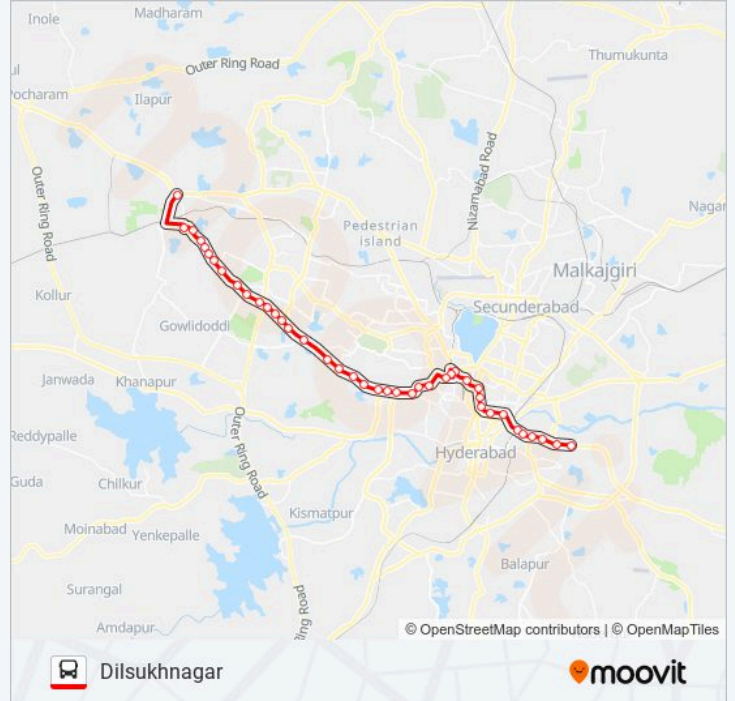 Inole
Madharam
Outer Ring Road
Thumukunta
ul
Pocharam
Ilapur
Outer Ring Road
Nizamabad Road
Nagar
Pedestrian
island
Malkajgiri
Kollur
Secunderabad
Gowlidoddi
Janwada
Khanapur
Reddypalle
Outer Ring Road
Hyderabad
Guda
Chilkur
Kismatpur
Moinabad
Yenkepalle
Balapur
Surangal
Ring Road
Amdapur
© OpenStreetMap contributors | © OpenMapTiles
Dilsukhnagar
moovit